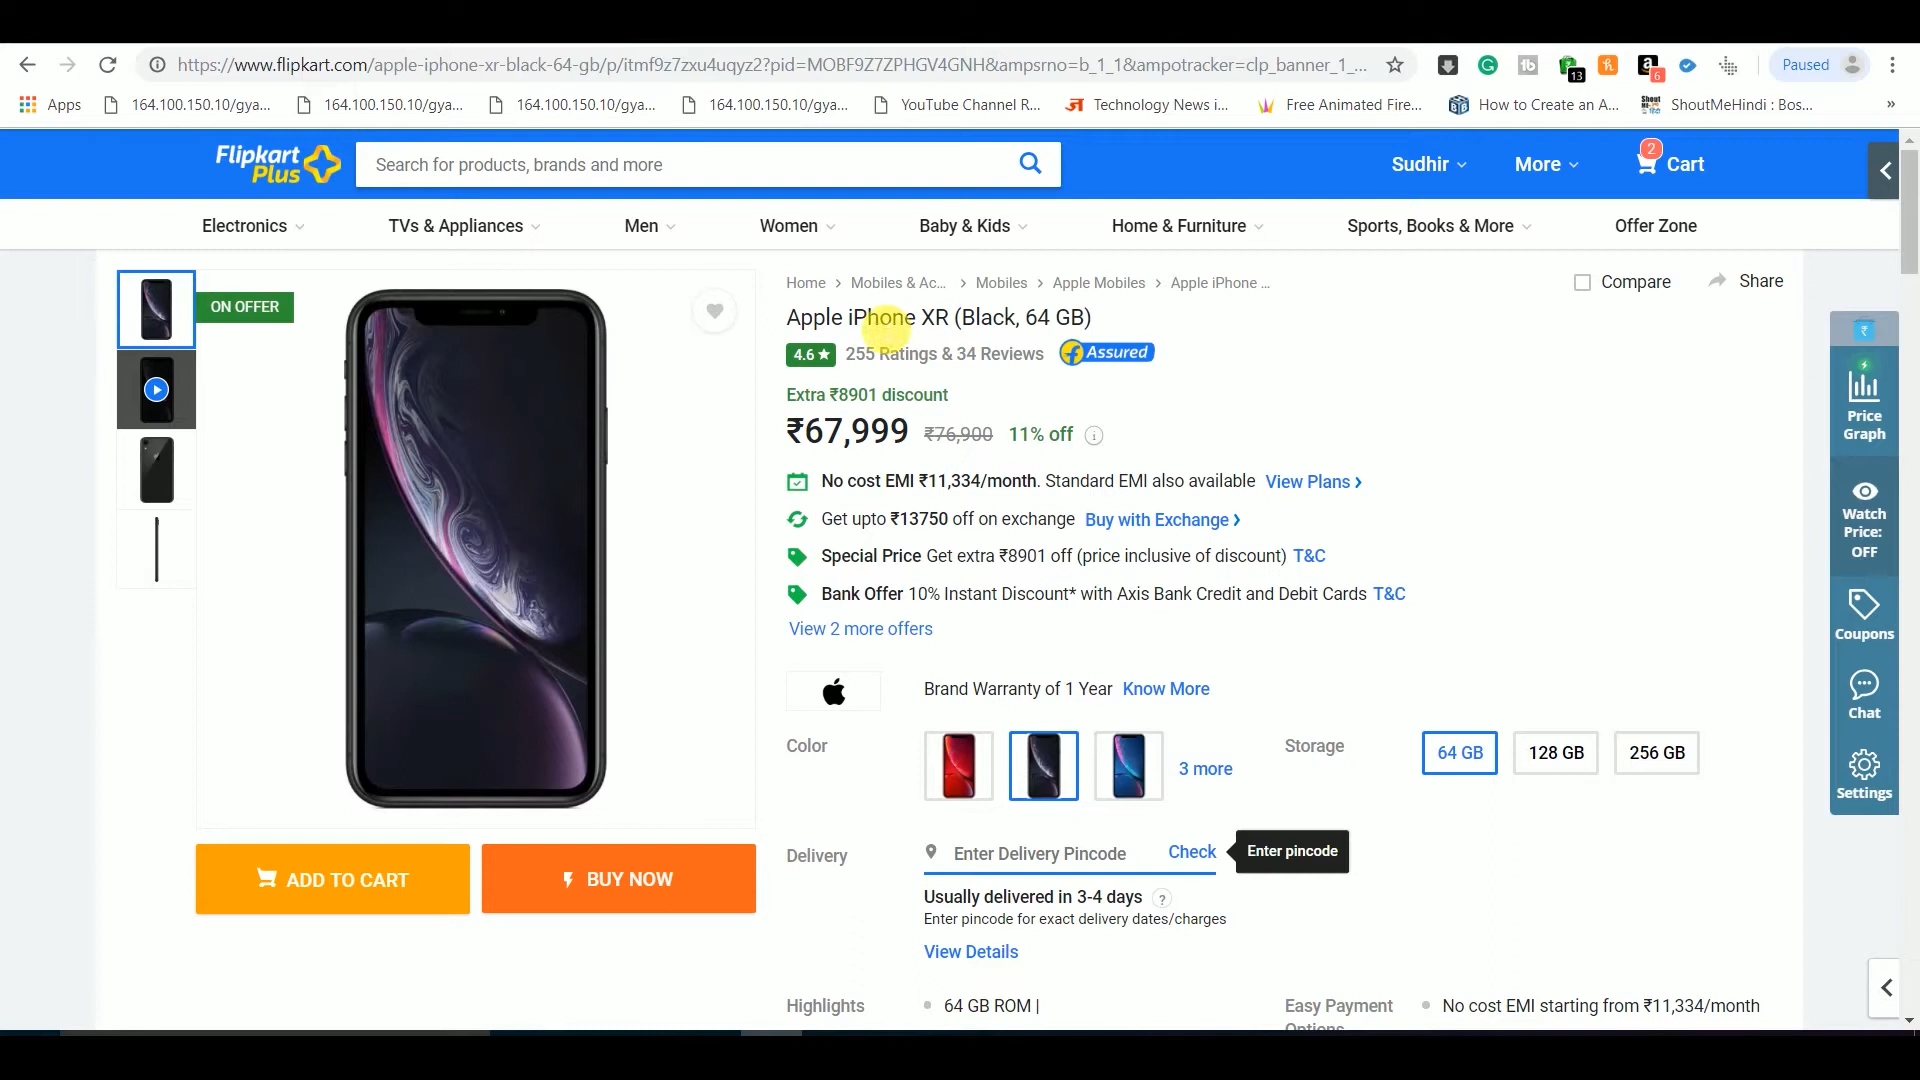 https://www.flipkart.com/apple-iphone-xr-black-64-gb/p/itmf9z7zxu4uqyz2?pid=MOBF9Z7ZPHGV4GNH&ampsrno=b_1_1&ampotracker=clp_banner_1_...
13
6
Paused
Apps
164.100.150.10/gya...
164.100.150.10/gya...
164.100.150.10/gya...
164.100.150.10/gya...
YouTube Channel R...
Technology News i...
Free Animated Fire...
How to Create an A...
ShoutMeHindi : Bos...
Flipkart
Plus
Search for products, brands and more
Sudhir
More
2
Cart
Electronics
TVs & Appliances
Men
Women
Baby & Kids
Home & Furniture
Sports, Books & More
Offer Zone
ON OFFER
Home > Mobiles & Ac... > Mobiles > Apple Mobiles > Apple iPhone ...
Compare
Share
Apple iPhone XR (Black, 64 GB)
4.6 ★ 255 Ratings & 34 Reviews Assured
Extra ₹8901 discount
₹67,999 ₹76,900 11% off
No cost EMI ₹11,334/month. Standard EMI also available View Plans >
Get upto ₹13750 off on exchange Buy with Exchange >
Special Price Get extra ₹8901 off (price inclusive of discount) T&C
Bank Offer 10% Instant Discount* with Axis Bank Credit and Debit Cards T&C
View 2 more offers
Brand Warranty of 1 Year Know More
Color
3 more
Storage
64 GB
128 GB
256 GB
Delivery
Enter Delivery Pincode
Check
Enter pincode
Usually delivered in 3-4 days ?
Enter pincode for exact delivery dates/charges
View Details
Highlights
64 GB ROM |
Easy Payment
Options
No cost EMI starting from ₹11,334/month
ADD TO CART
BUY NOW
₹
Price
Graph
Watch
Price:
OFF
Coupons
Chat
Settings